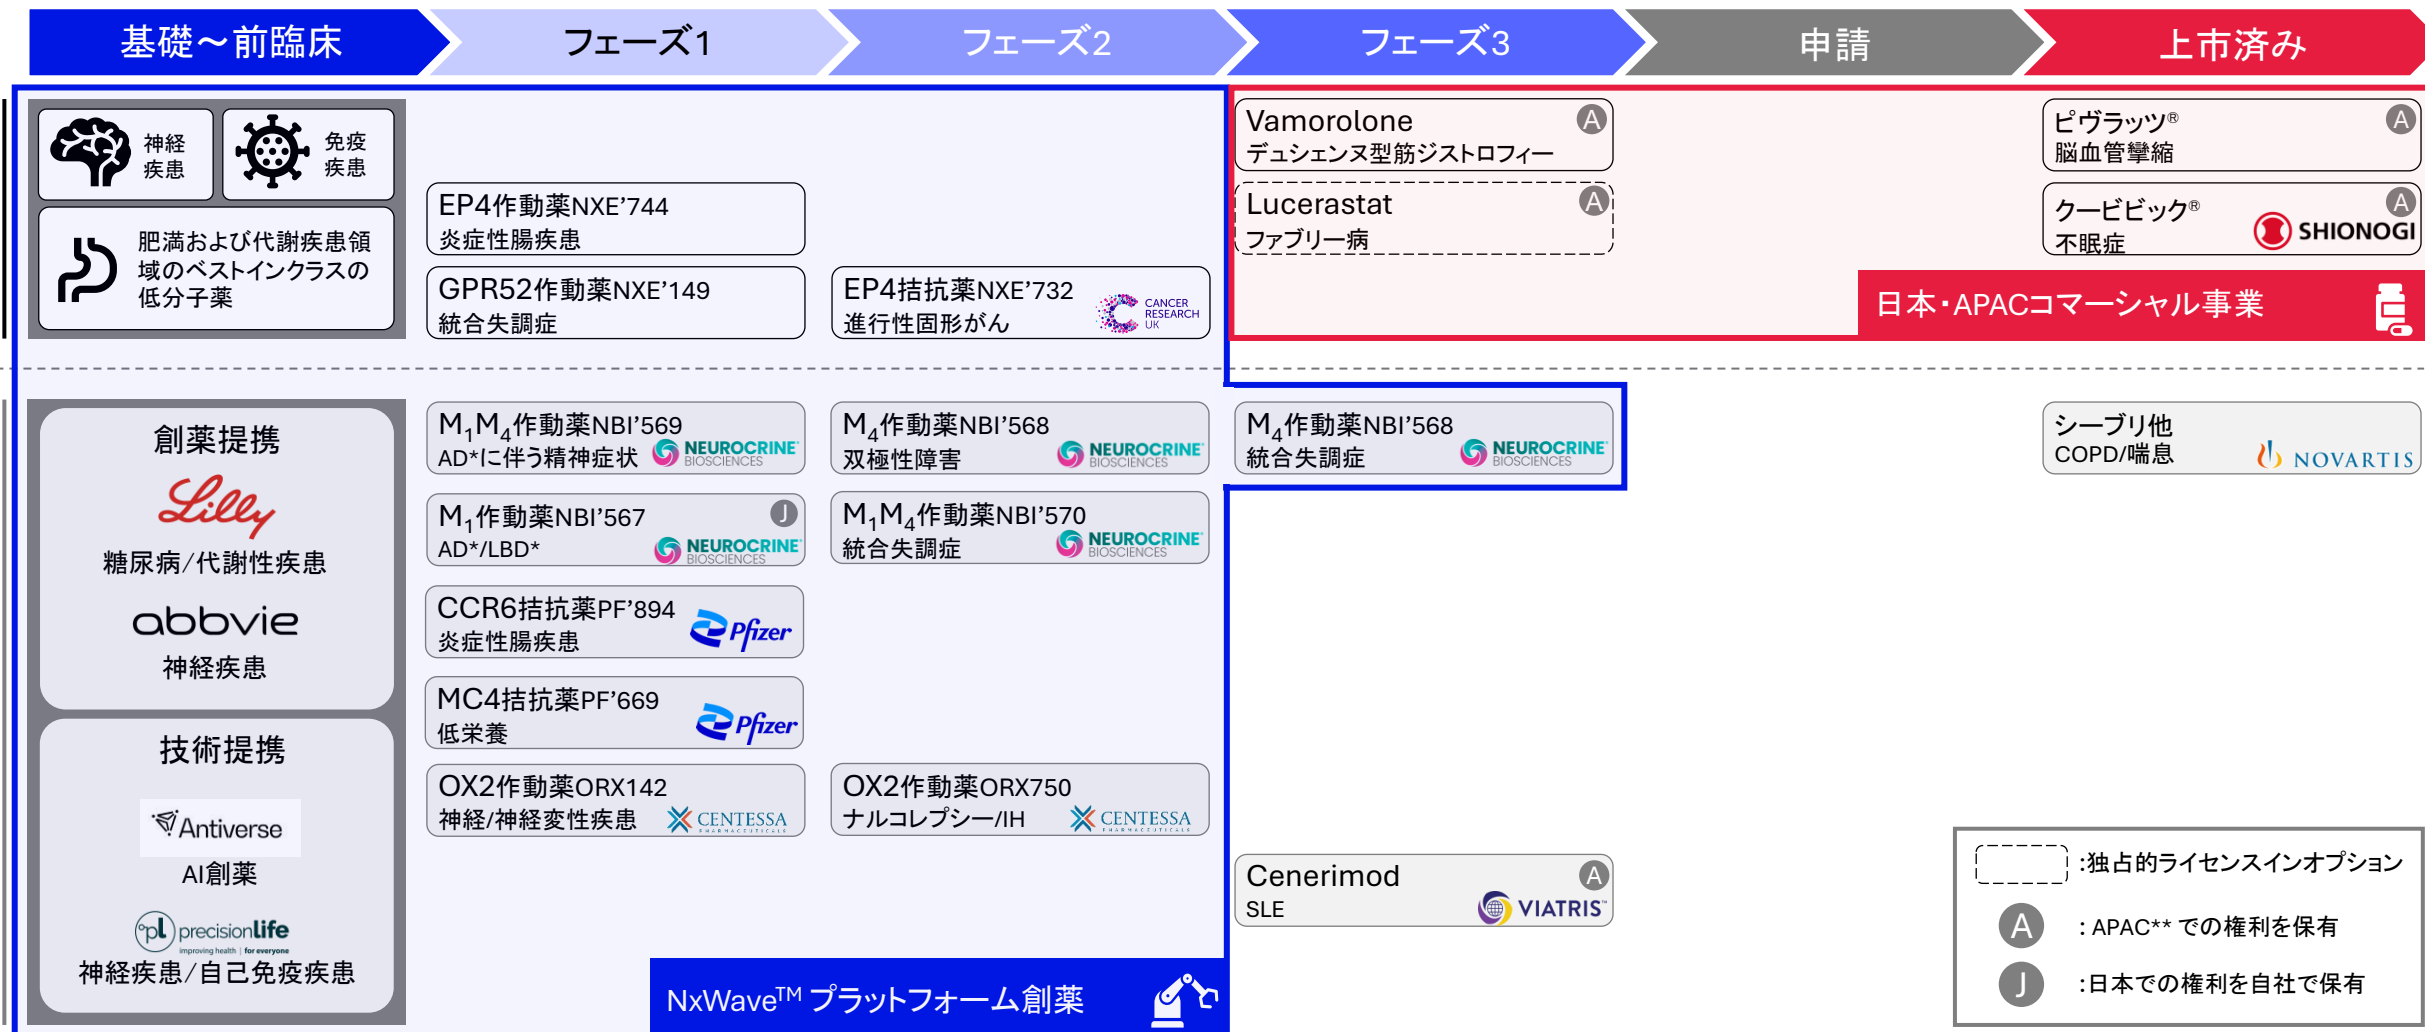 基礎～前臨床
フェーズ1
フェーズ2
フェーズ3
申請
上市済み
神経
疾患
免疫
疾患
肥満および代謝疾患領
域のベストインクラスの
低分子薬
EP4作動薬NXE’744
炎症性腸疾患
GPR52作動薬NXE’149
統合失調症
EP4拮抗薬NXE’732
進行性固形がん
CANCER
RESEARCH
UK
Vamorolone
A
デュシェンヌ型筋ジストロフィー
Lucerastat
A
ファブリー病
ピヴラッツ®
A
脳血管攣縮
クービビック®
A
不眠症
SHIONOGI
日本・APACコマーシャル事業
創薬提携
Lilly
糖尿病/代謝性疾患
abbvie
神経疾患
技術提携
Antiverse
AI創薬
pl precisionlife
improving health | for everyone
神経疾患/自己免疫疾患
M1M4作動薬NBI’569
AD*に伴う精神症状
NEUROCRINE
BIOSCIENCES
M1作動薬NBI’567
J
AD*/LBD*
NEUROCRINE
BIOSCIENCES
CCR6拮抗薬PF’894
炎症性腸疾患
Pfizer
MC4拮抗薬PF’669
低栄養
Pfizer
OX2作動薬ORX142
神経/神経変性疾患
CENTESSA
PHARMACEUTICALS
M4作動薬NBI’568
双極性障害
NEUROCRINE
BIOSCIENCES
M1M4作動薬NBI’570
統合失調症
NEUROCRINE
BIOSCIENCES
OX2作動薬ORX750
ナルコレプシー/IH
CENTESSA
PHARMACEUTICALS
M4作動薬NBI’568
統合失調症
NEUROCRINE
BIOSCIENCES
Cenerimod
A
SLE
VIATRIS™
シーブリ他
COPD/喘息
NOVARTIS
NxWave™ プラットフォーム創薬
:独占的ライセンスインオプション
A : APAC** での権利を保有
J :日本での権利を自社で保有